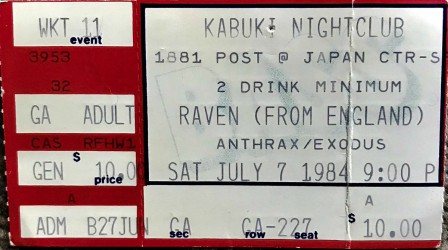 WKT 11 KABUKI NIGHTCLUB
event
3953 1881 POST @ JAPAN CTR-S
32 2 DRINK MINIMUM
GA ADULT RAVEN (FROM ENGLAND)
CAS RFHW1 ANTHRAX/EXODUS
GEN $ 10.0 SAT JULY 7 1984 9:00 P
price
A A
ADM B27JUN GA GA-227 $ 10.00
sec row seat